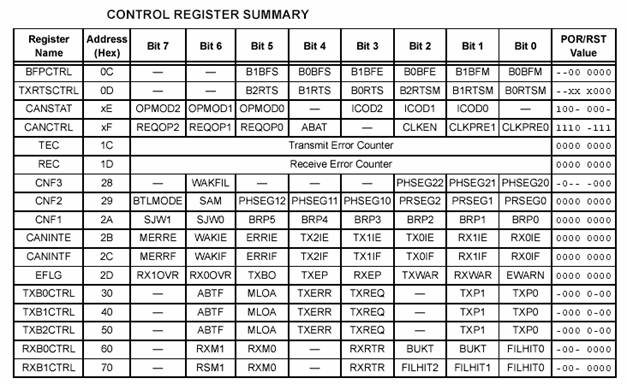 CONTROL REGISTER SUMMARY
Register Name Address (Hex) Bit 7 Bit 6 Bit 5 Bit 4 Bit 3 Bit 2 Bit 1 Bit 0 POR/RST Value
BFPCTRL 0C — — B1BFS B0BFS B1BFE B0BFE B1BFM B0BFM --00 0000
TXRTSCTRL 0D — — B2RTS B1RTS B0RTS B2RTSM B1RTSM B0RTSM --xx x000
CANSTAT xE OPMOD2 OPMOD1 OPMOD0 — ICOD2 ICOD1 ICOD0 — 100- 000-
CANCTRL xF REQOP2 REQOP1 REQOP0 ABAT — CLKEN CLKPRE1 CLKPRE0 1110 -111
TEC 1C Transmit Error Counter 0000 0000
REC 1D Receive Error Counter 0000 0000
CNF3 28 — WAKFIL — — — PHSEG22 PHSEG21 PHSEG20 -0-- -000
CNF2 29 BTLMODE SAM PHSEG12 PHSEG11 PHSEG10 PRSEG2 PRSEG1 PRSEG0 0000 0000
CNF1 2A SJW1 SJW0 BRP5 BRP4 BRP3 BRP2 BRP1 BRP0 0000 0000
CANINTE 2B MERRE WAKIE ERRIE TX2IE TX1IE TX0IE RX1IE RX0IE 0000 0000
CANINTF 2C MERRF WAKIF ERRIF TX2IF TX1IF TX0IF RX1IF RX0IF 0000 0000
EFLG 2D RX1OVR RX0OVR TXBO TXEP RXEP TXWAR RXWAR EWARN 0000 0000
TXB0CTRL 30 — ABTF MLOA TXERR TXREQ — TXP1 TXP0 -000 0-00
TXB1CTRL 40 — ABTF MLOA TXERR TXREQ — TXP1 TXP0 -000 0-00
TXB2CTRL 50 — ABTF MLOA TXERR TXREQ — TXP1 TXP0 -000 0-00
RXB0CTRL 60 — RXM1 RXM0 — RXRTR BUKT BUKT FILHIT0 -00- 0000
RXB1CTRL 70 — RSM1 RXM0 — RXRTR FILHIT2 FILHIT1 FILHIT0 -00- 0000